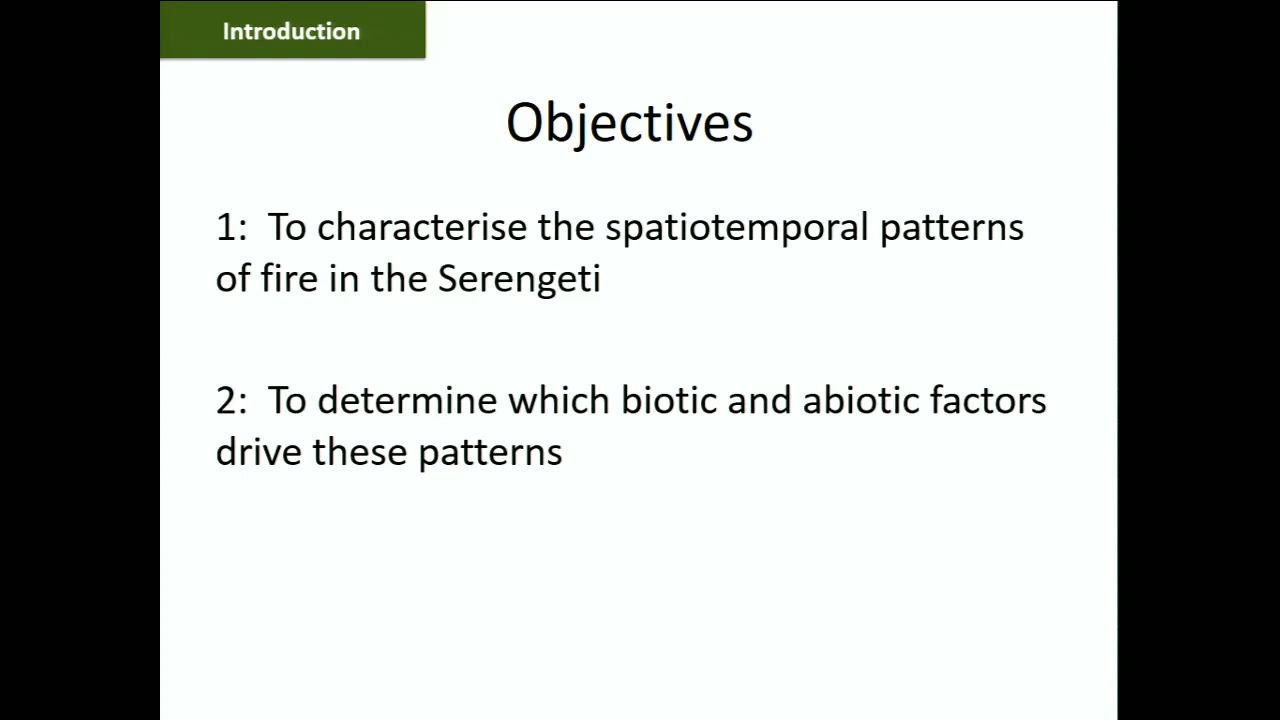 Introduction
Objectives
1:  To characterise the spatiotemporal patterns
of fire in the Serengeti
2:  To determine which biotic and abiotic factors
drive these patterns